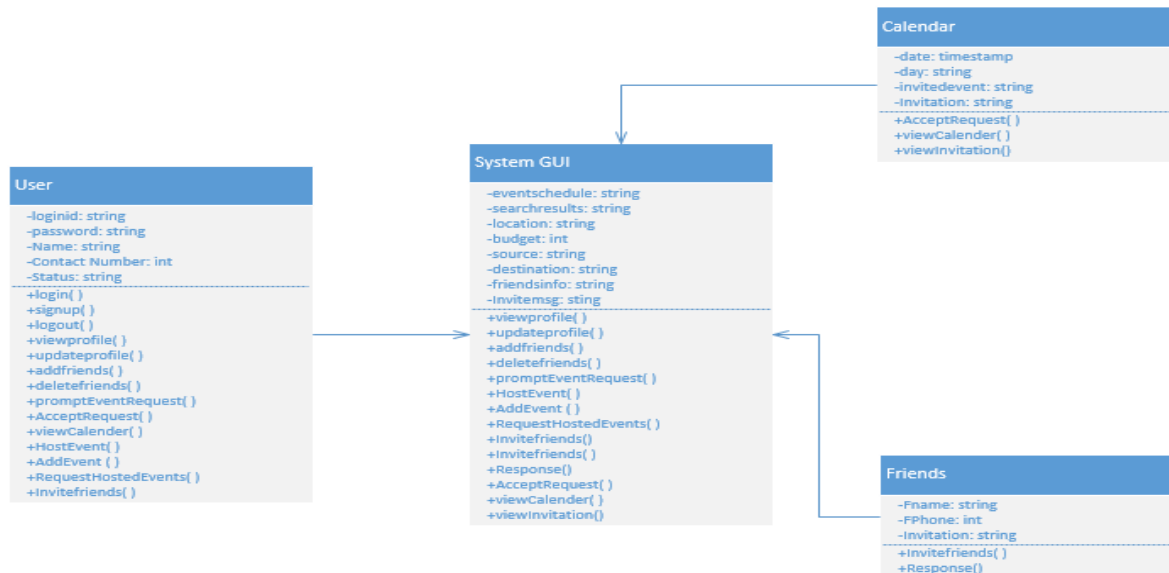 User
-loginid: string
-password: string
-Name: string
-Contact Number: int
-Status: string
+login( )
+signup( )
+logout( )
+viewprofile( )
+updateprofile( )
+addfriends( )
+deletefriends( )
+promptEventRequest( )
+AcceptRequest( )
+viewCalender( )
+HostEvent( )
+AddEvent ( )
+RequestHostedEvents( )
+Invitefriends( )
System GUI
-eventschedule: string
-searchresults: string
-location: string
-budget: int
-source: string
-destination: string
-friendsinfo: string
-Invitemsg: sting
+viewprofile( )
+updateprofile( )
+addfriends( )
+deletefriends( )
+promptEventRequest( )
+HostEvent( )
+AddEvent ( )
+RequestHostedEvents( )
+Invitefriends()
+Invitefriends( )
+Response()
+AcceptRequest( )
+viewCalender( )
+viewInvitation()
Calendar
-date: timestamp
-day: string
-invitedevent: string
-Invitation: string
+AcceptRequest( )
+viewCalender( )
+viewInvitation()
Friends
-Fname: string
-FPhone: int
-Invitation: string
+Invitefriends( )
+Response()